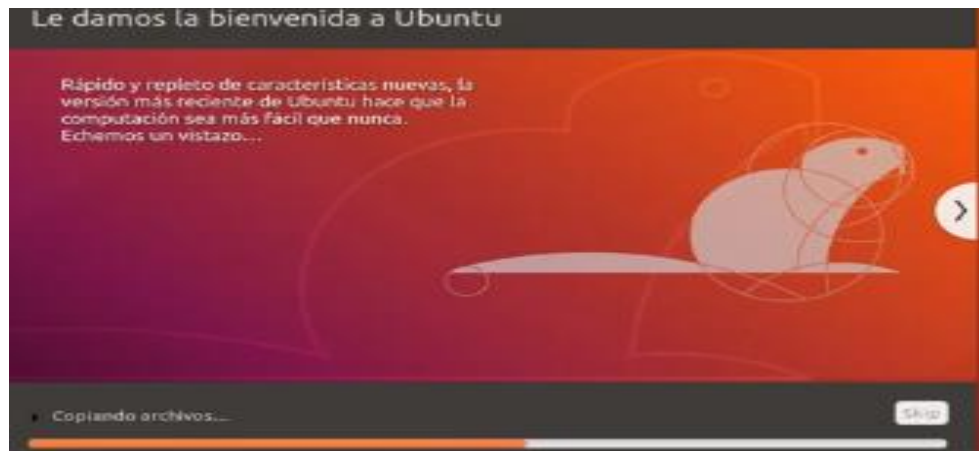 Le damos la bienvenida a Ubuntu
Rápido y repleto de características nuevas, la
versión más reciente de Ubuntu hace que la
computación sea más fácil que nunca.
Echemos un vistazo...
Copiando archivos...
Skip